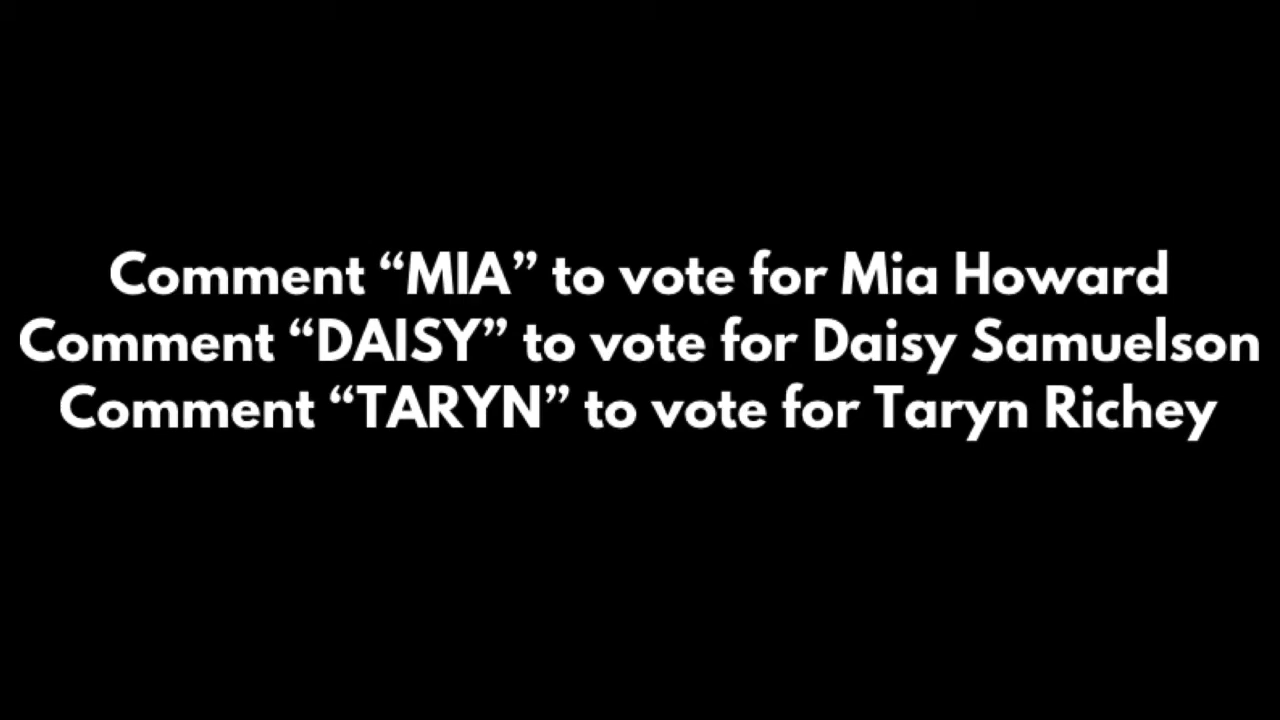 Comment “MIA” to vote for Mia Howard
Comment “DAISY” to vote for Daisy Samuelson
Comment “TARYN” to vote for Taryn Richey